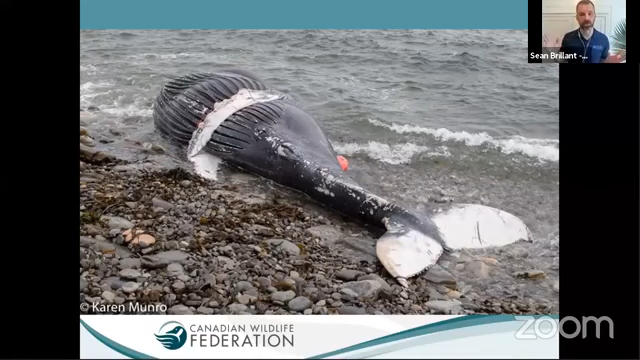 Sean Brillant -...
© Karen Munro
CANADIAN WILDLIFE
FEDERATION
zoom